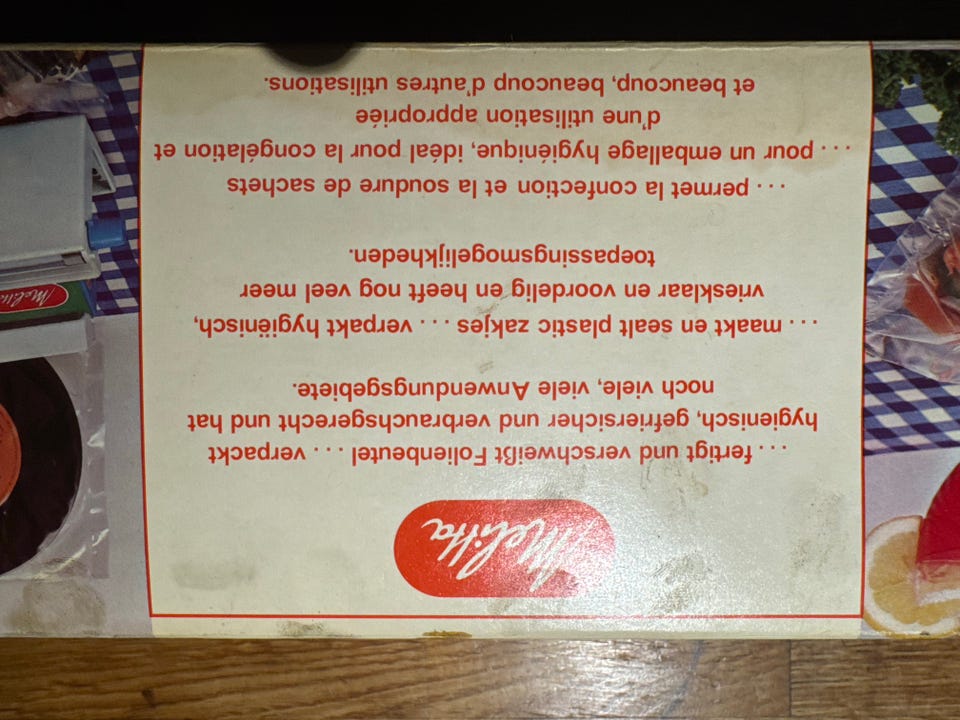 Melitta
... fertigt und verschweißt Folienbeutel ... verpackt
hygienisch, gefriersicher und verbrauchsgerecht und hat
noch viele, viele Anwendungsgebiete.
... maakt en sealt plastic zakjes ... verpakt hygiënisch,
vriesklaar en voordelig en heeft nog veel meer
toepassingsmogelijkheden.
... permet la confection et la soudure de sachets
... pour un emballage hygiénique, idéal pour la congélation et
d'une utilisation appropriée
et beaucoup, beaucoup d'autres utilisations.
Melitta